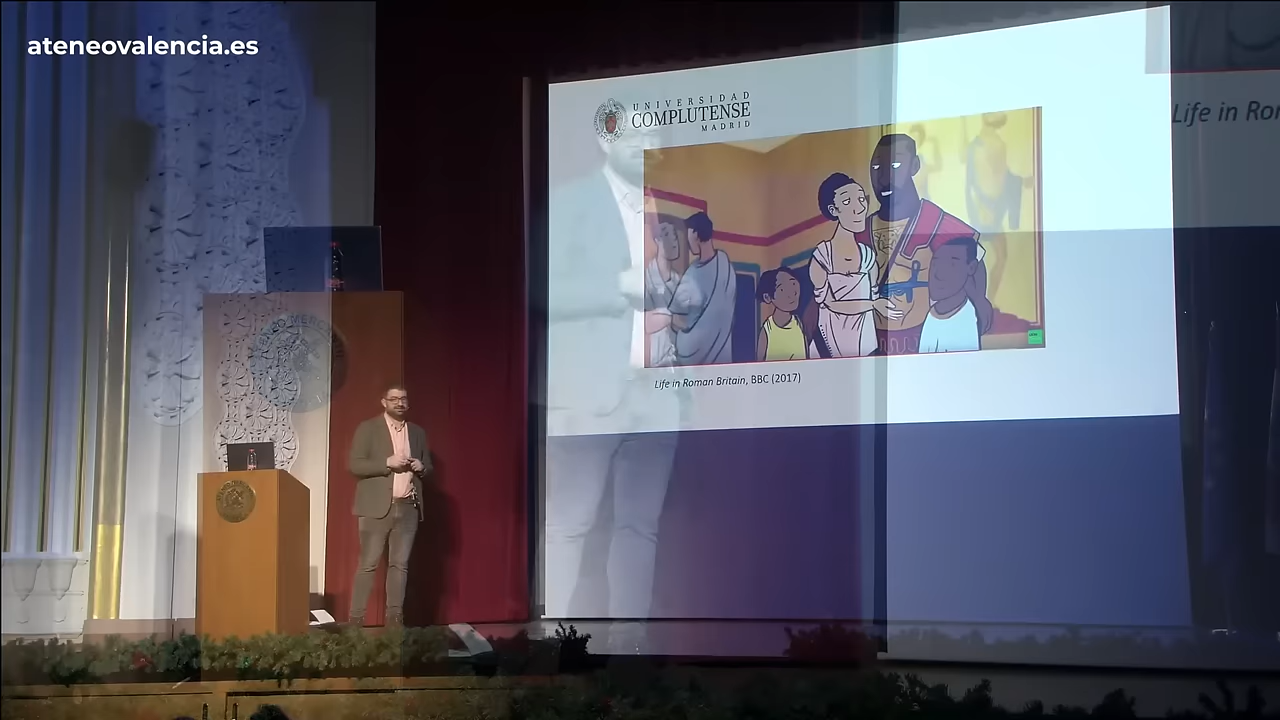 ateneovalencia.es
UNIVERSIDAD
COMPLUTENSE
MADRID
Life in Ro
Life in Roman Britain, BBC (2017)